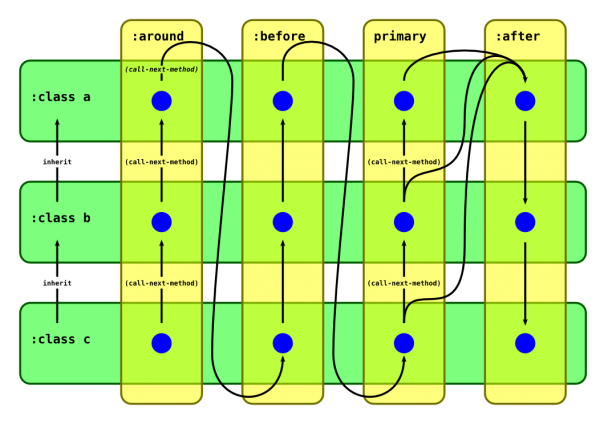 :around
:before
primary
:after
(call-next-method)
:class a
inherit
(call-next-method)
(call-next-method)
:class b
inherit
(call-next-method)
(call-next-method)
:class c